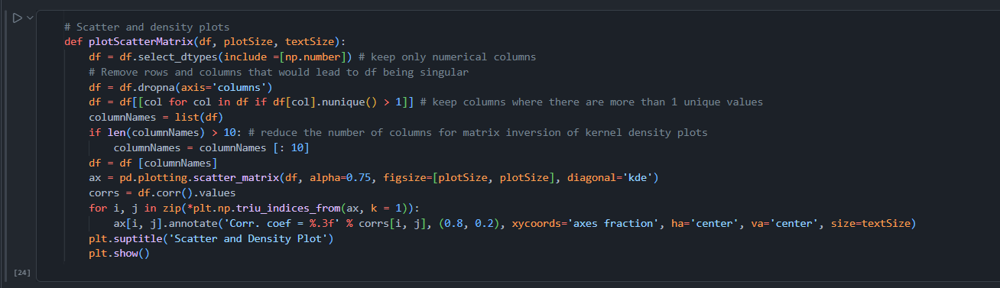 # Scatter and density plots
def plotScatterMatrix(df, plotSize, textSize):
    df = df.select_dtypes(include =[np.number]) # keep only numerical columns
    # Remove rows and columns that would lead to df being singular
    df = df.dropna(axis='columns')
    df = df[[col for col in df if df[col].nunique() > 1]] # keep columns where there are more than 1 unique values
    columnNames = list(df)
    if len(columnNames) > 10: # reduce the number of columns for matrix inversion of kernel density plots
        columnNames = columnNames [: 10]
    df = df [columnNames]
    ax = pd.plotting.scatter_matrix(df, alpha=0.75, figsize=[plotSize, plotSize], diagonal='kde')
    corrs = df.corr().values
    for i, j in zip(*plt.np.triu_indices_from(ax, k = 1)):
        ax[i, j].annotate('Corr. coef = %.3f' % corrs[i, j], (0.8, 0.2), xycoords='axes fraction', ha='center', va='center', size=textSize)
    plt.suptitle('Scatter and Density Plot')
    plt.show()
[24]